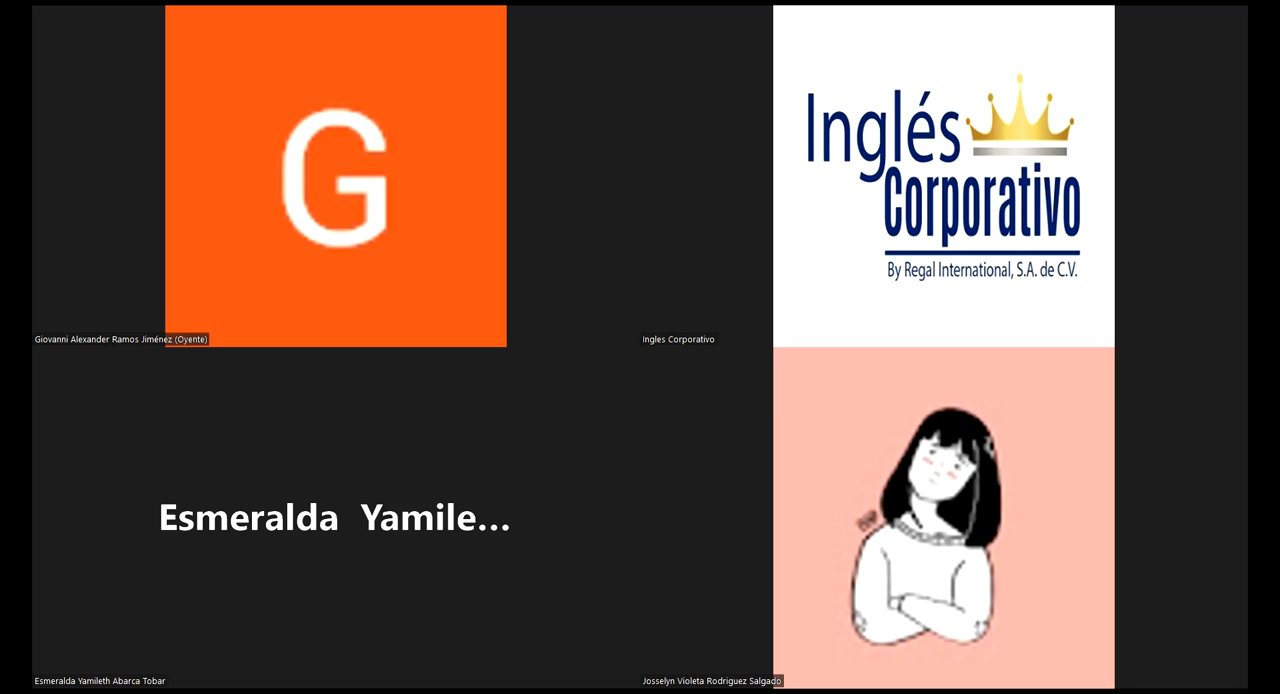 G
Giovanni Alexander Ramos Jiménez (Oyente)
Inglés
Corporativo
By Regal International, S.A. de C.V.
Ingles Corporativo
Esmeralda Yamile...
Esmeralda Yamileth Abarca Tobar
Josselyn Violeta Rodriguez Salgado